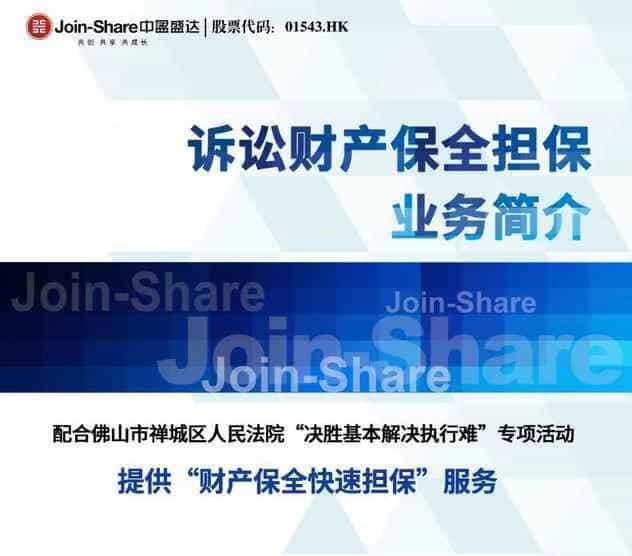 Join-Share中盈盛达 | 股票代码：01543.HK
共创 共享 共成长
诉讼财产保全担保
业务简介
Join-Share
Join-Share
Join-Share
Join-Share
配合佛山市禅城区人民法院“决胜基本解决执行难”专项活动
提供“财产保全快速担保”服务